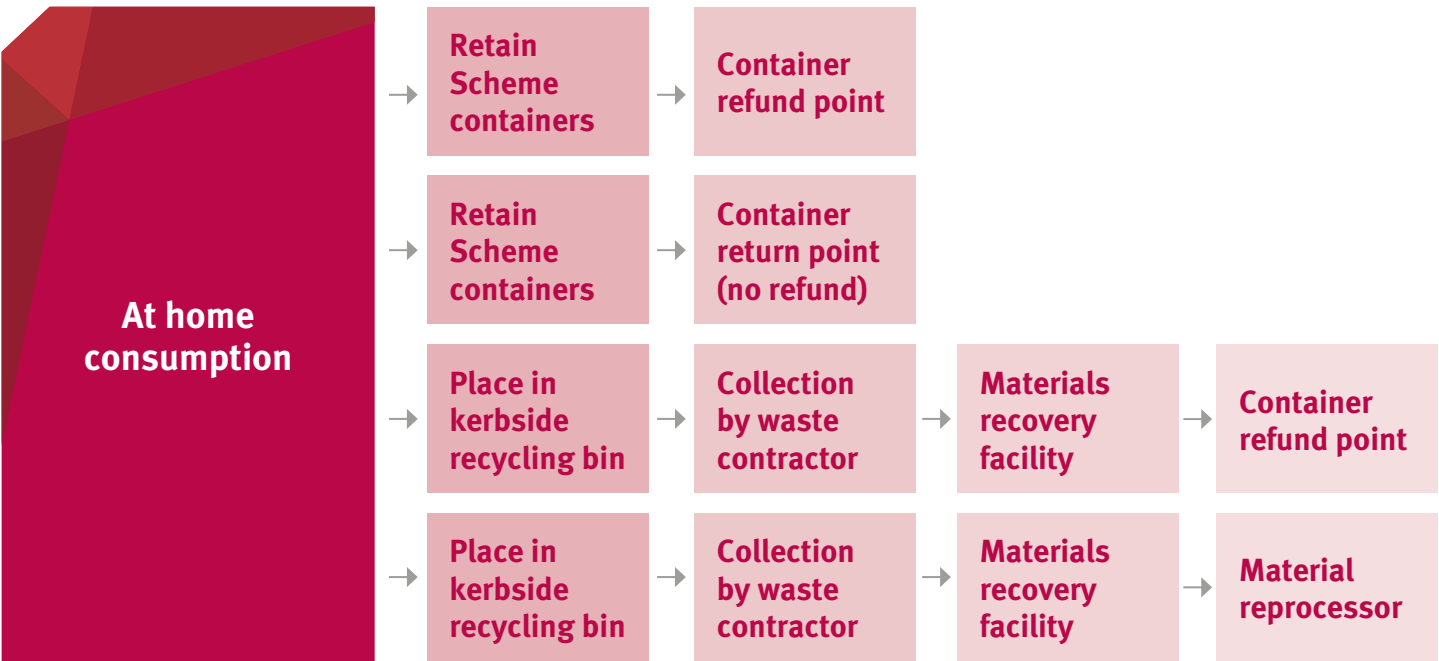 At home
consumption
Retain
Scheme
containers
Container
refund point
Retain
Scheme
containers
Container
return point
(no refund)
Place in
kerbside
recycling bin
Collection
by waste
contractor
Materials
recovery
facility
Container
refund point
Place in
kerbside
recycling bin
Collection
by waste
contractor
Materials
recovery
facility
Material
reprocessor